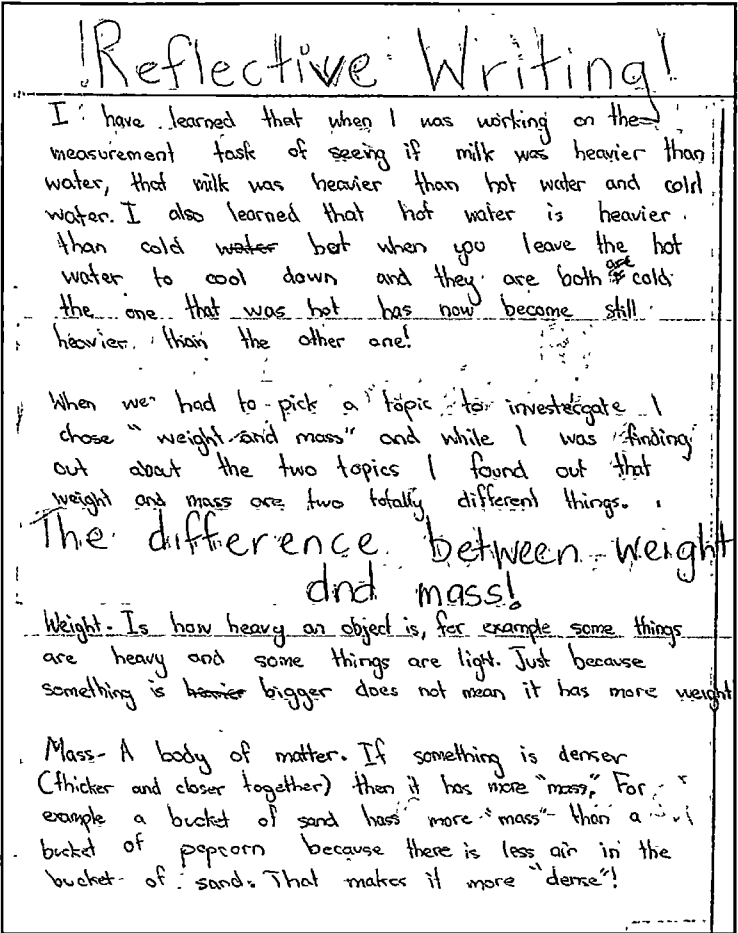 !Reflective Writing!
I have learned that when I was working on the
measurement task of seeing if milk was heavier than
water, that milk was heavier than hot water and cold
water. I also learned that hot water is heavier
than cold water but when you leave the hot
water to cool down and they are both are cold
the one that was hot has now become still
heavier than the other one!
When we had to pick a topic to investegate I
chose "weight and mass" and while I was finding
out about the two topics I found out that
weight and mass are two totally different things.
The difference between weight
and mass!
Weight - Is how heavy an object is, for example some things
are heavy and some things are light. Just because
something is heavier bigger does not mean it has more weight
Mass - A body of matter. If something is denser
(thicker and closer together) then it has more "mass," For
example a bucket of sand hass more "mass" than a
bucket of popcorn because there is less air in the
bucket of sand. That makes it more "dense"!